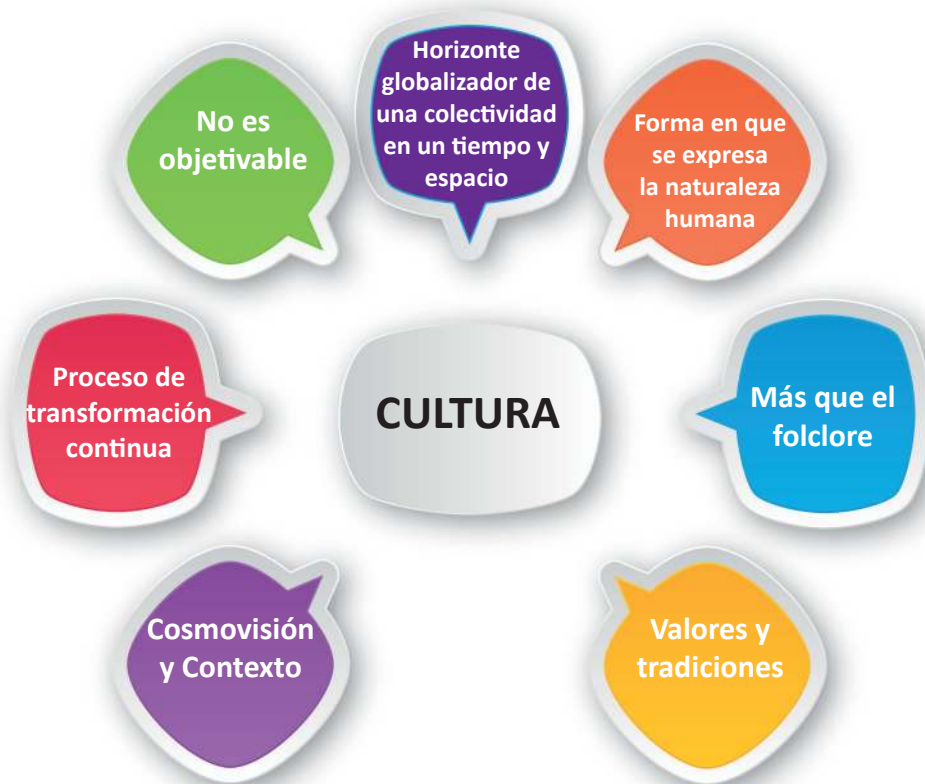 Horizonte
globalizador de
una colectividad
en un tiempo y
espacio
No es
objetivable
Forma en que
se expresa
la naturaleza
humana
Proceso de
transformación
continua
CULTURA
Más que el
folclore
Cosmovisión
y Contexto
Valores y
tradiciones